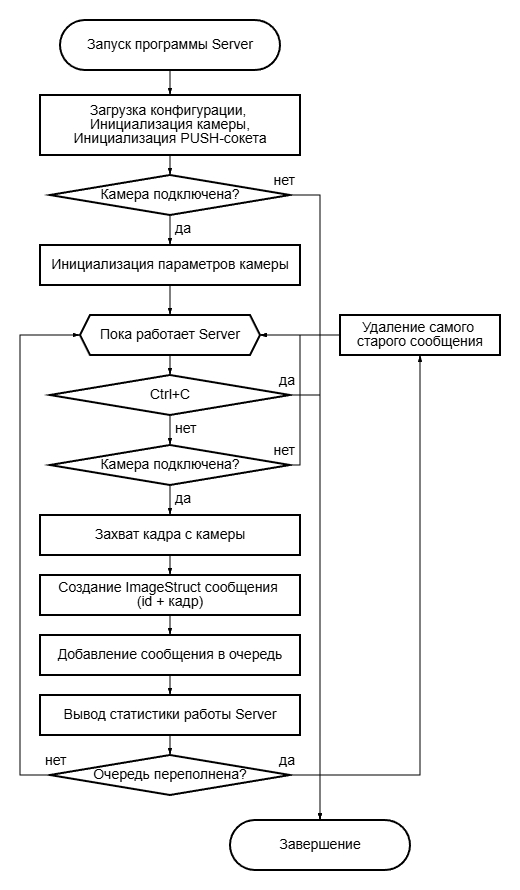 Запуск программы Server
Загрузка конфигурации,
Инициализация камеры,
Инициализация PUSH-сокета
нет
Камера подключена?
да
Инициализация параметров камеры
Пока работает Server
Удаление самого
старого сообщения
да
Ctrl+C
нет
нет
Камера подключена?
да
Захват кадра с камеры
Создание ImageStruct сообщения
(id + кадр)
Добавление сообщения в очередь
Вывод статистики работы Server
нет
да
Очередь переполнена?
Завершение